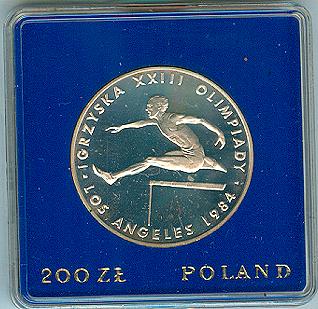 IGRZYSKA XXIII OLIMPIADY
LOS ANGELES 1984
200 ZŁ POLAND